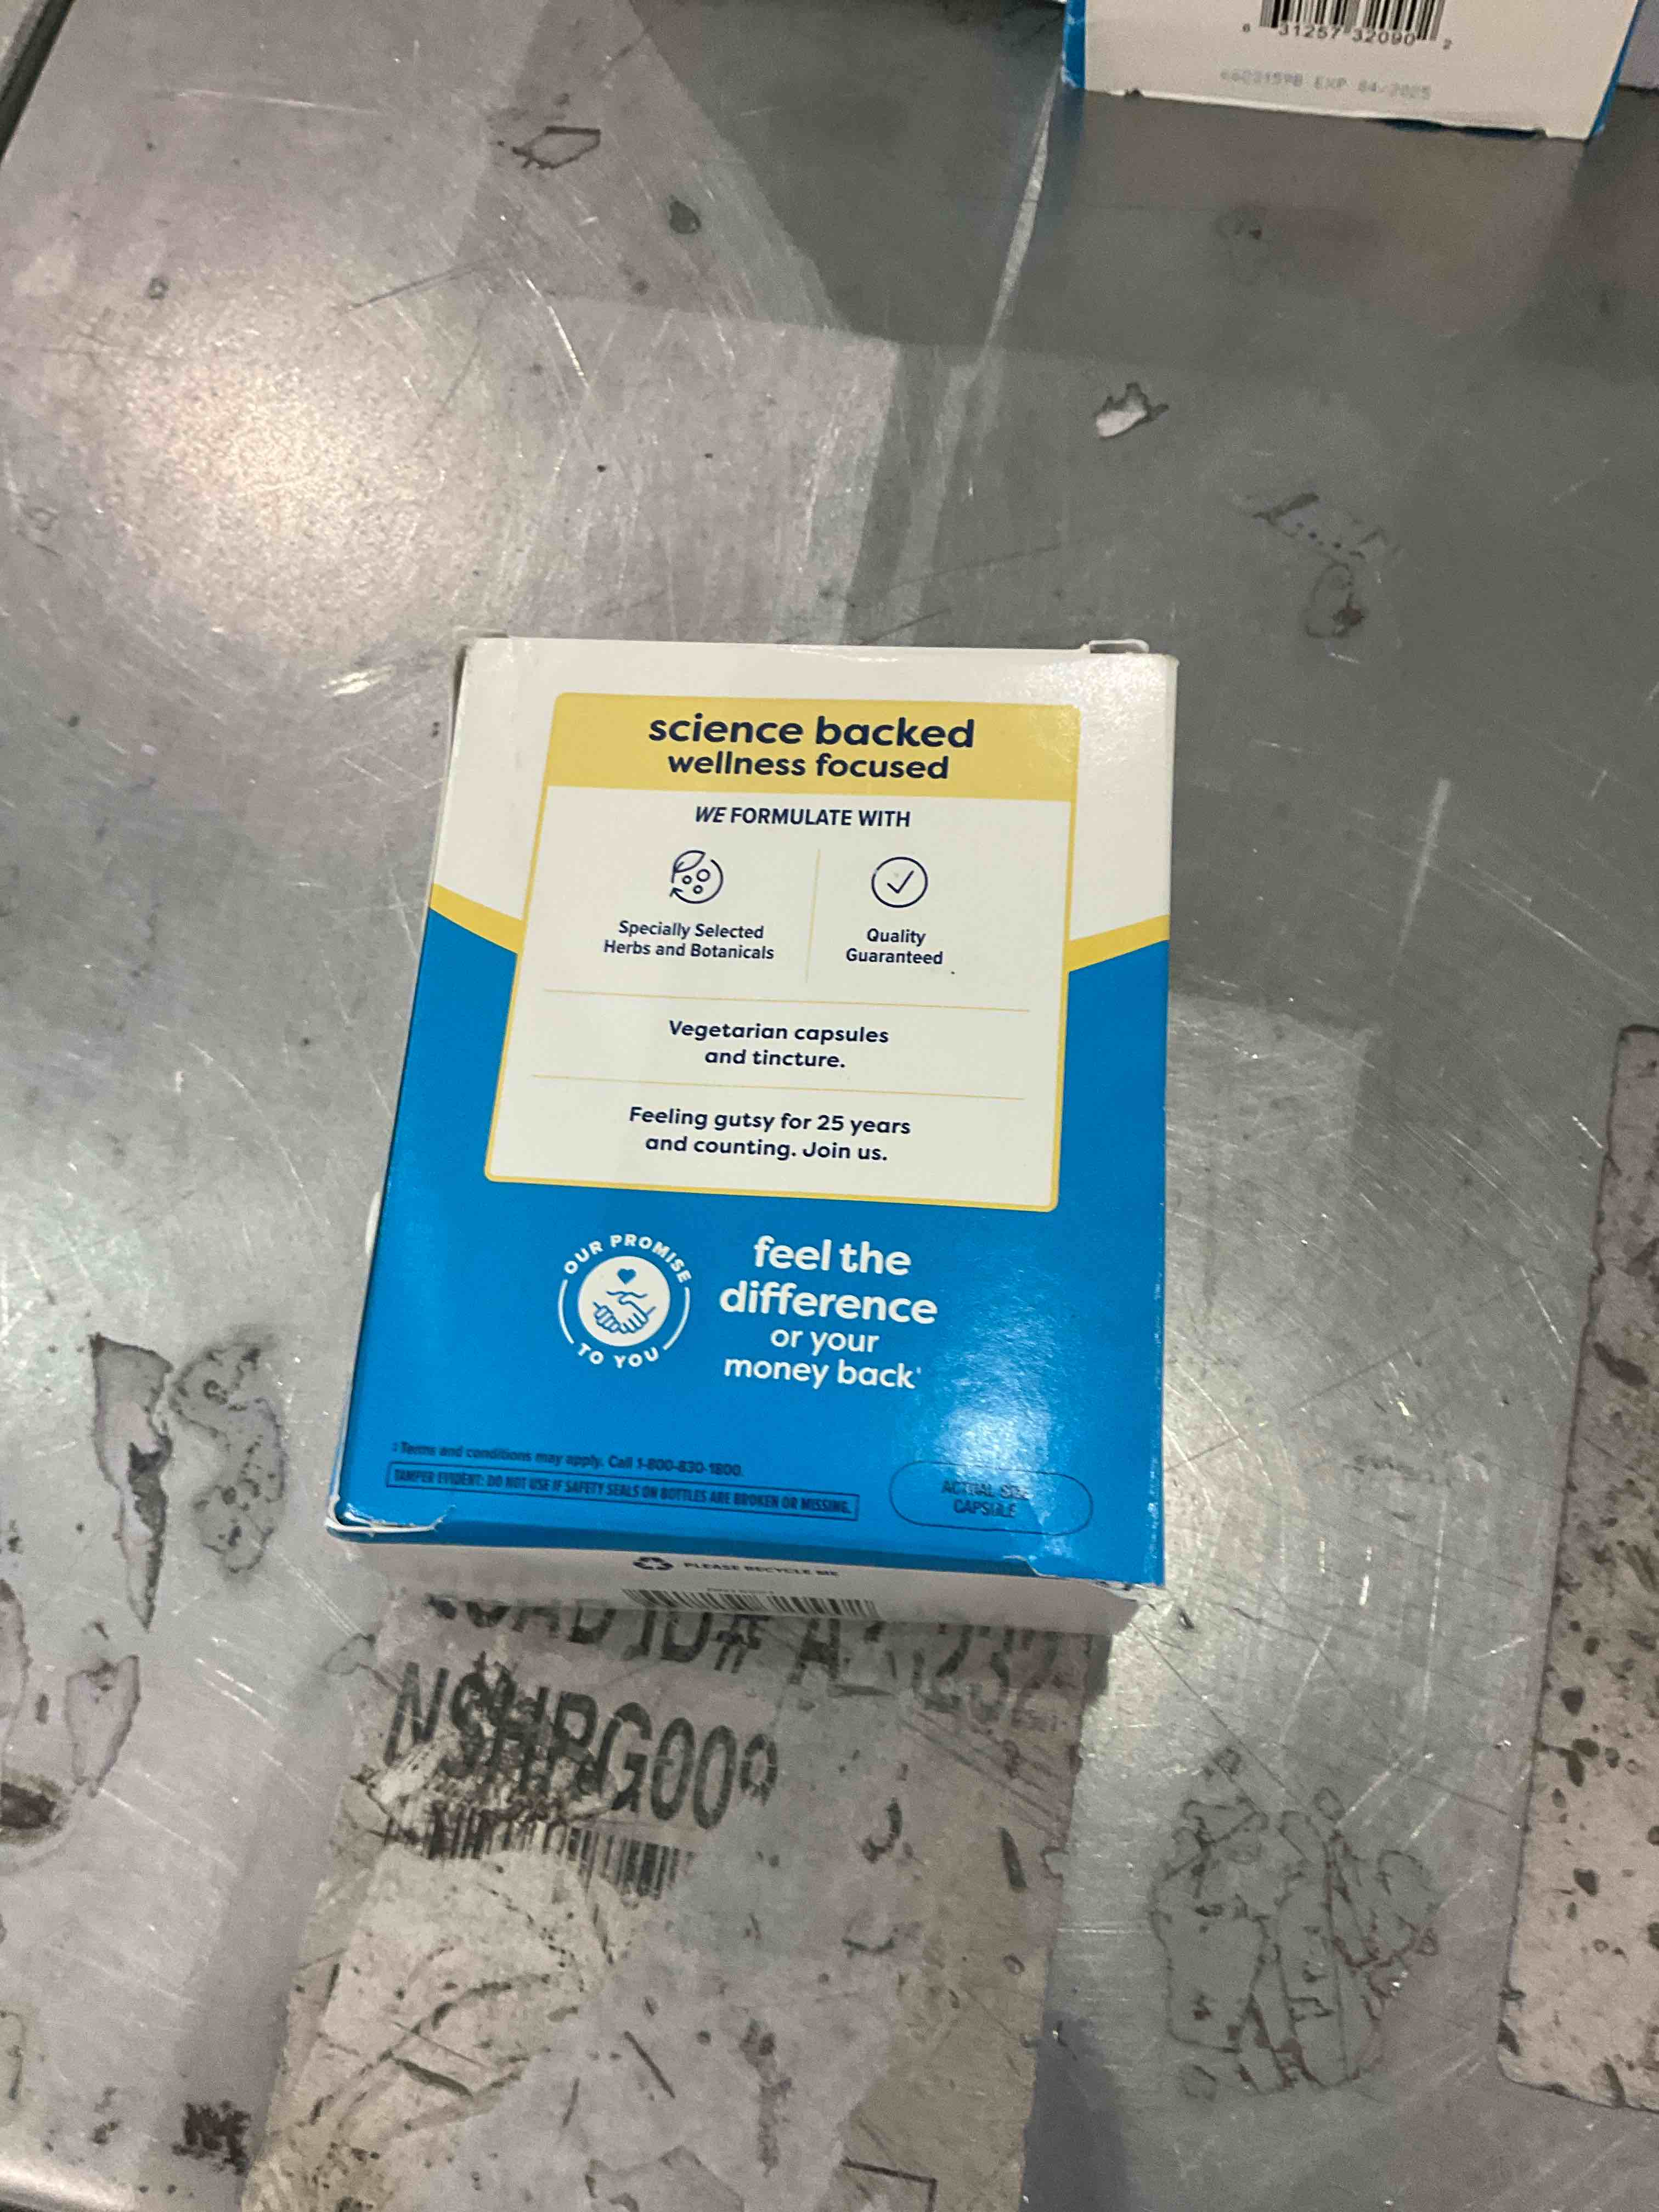 6 31257 32090 2
EXP 04/2025
science backed
wellness focused
WE FORMULATE WITH
Specially Selected
Herbs and Botanicals
Quality
Guaranteed
Vegetarian capsules
and tincture.
Feeling gutsy for 25 years
and counting. Join us.
OUR PROMISE
TO YOU
feel the
difference
or your
money back‡
‡ Terms and conditions may apply. Call 1-800-830-1800.
TAMPER EVIDENT: DO NOT USE IF SAFETY SEALS ON BOTTLES ARE BROKEN OR MISSING.
ACTUAL SIZE
CAPSULE
PLEASE RECYCLE ME